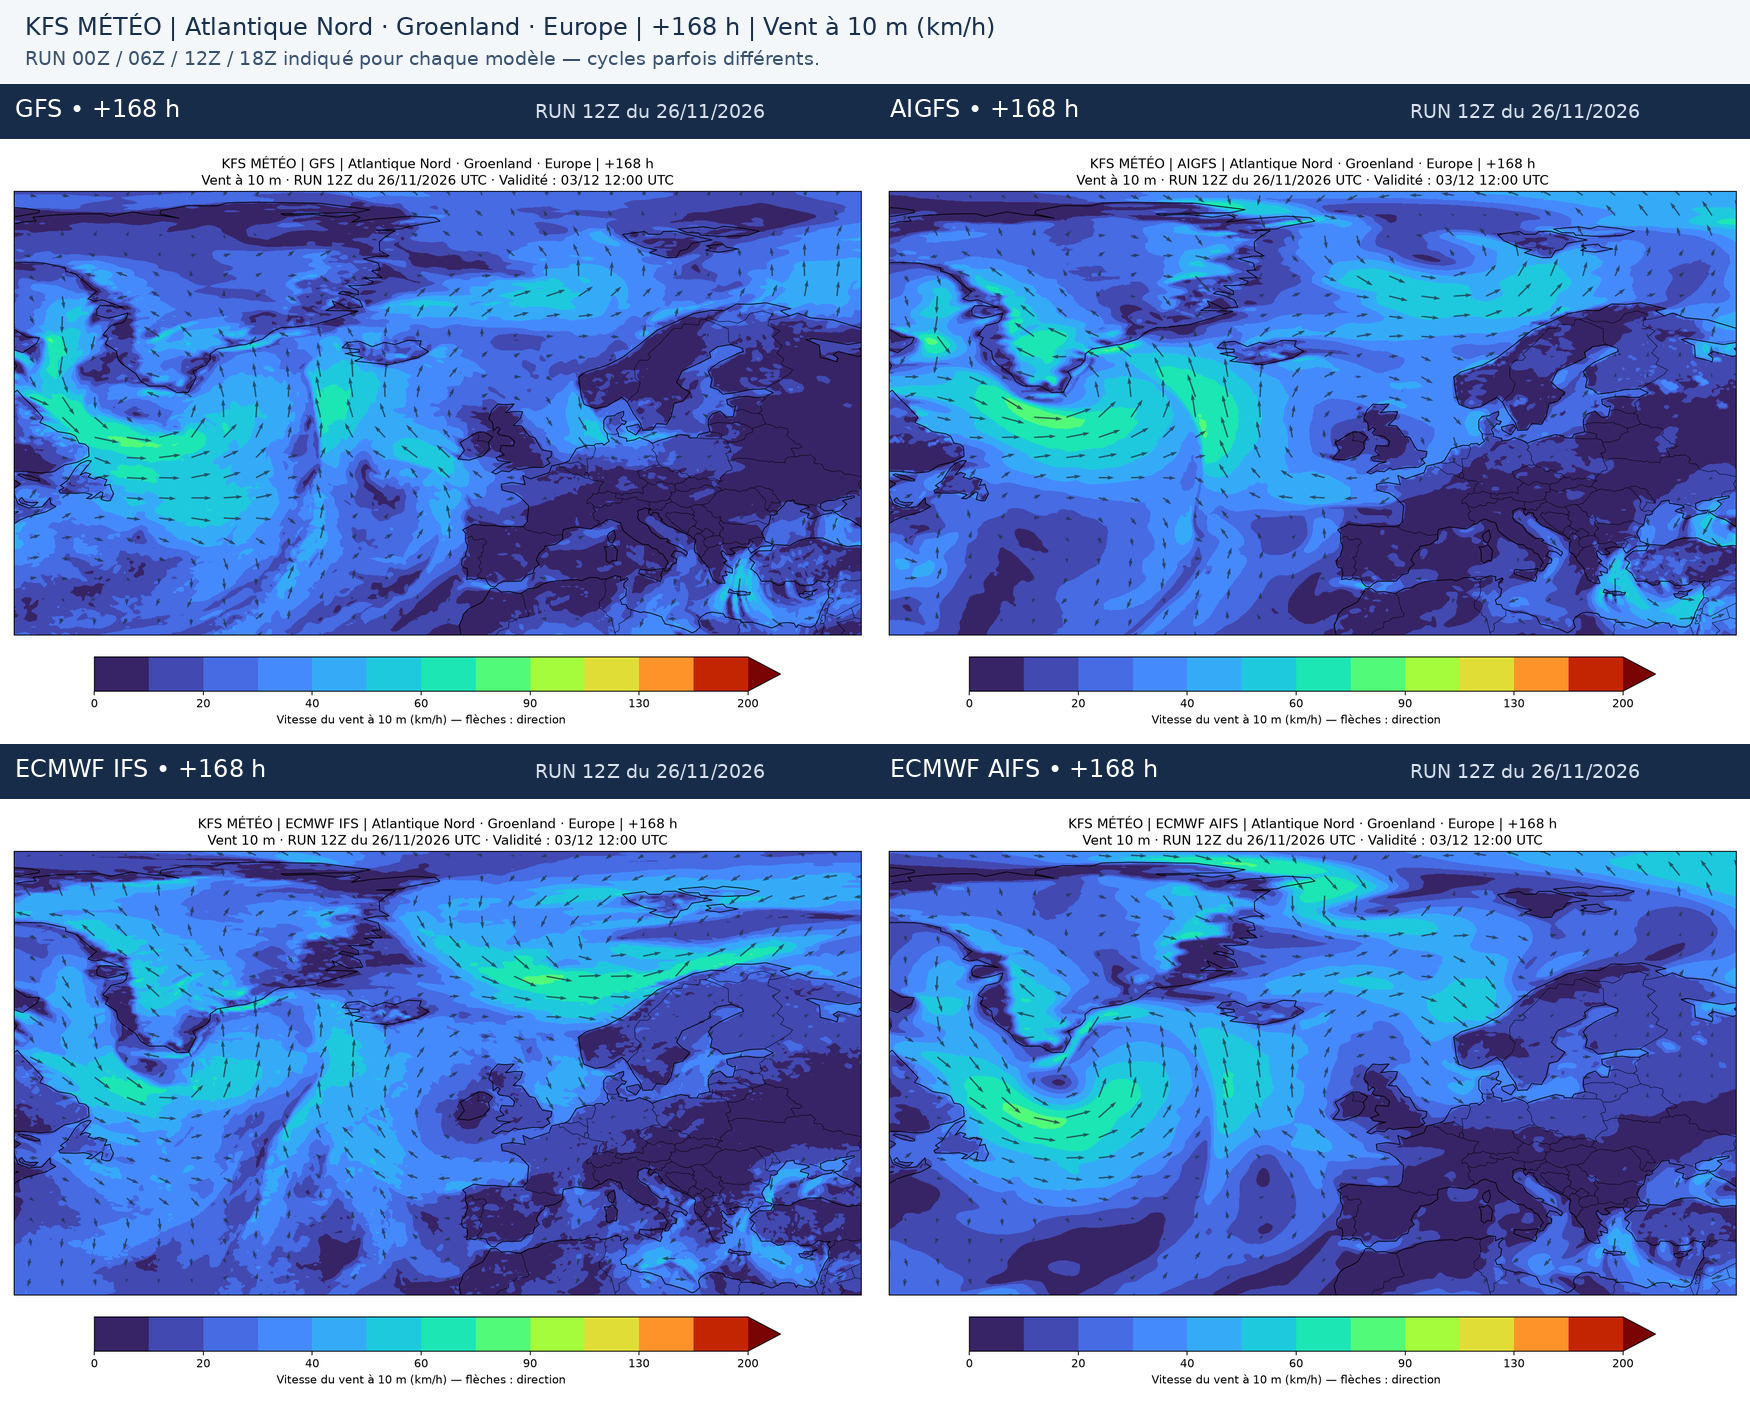 KFS MÉTÉO | Atlantique Nord · Groenland · Europe | +168 h | Vent à 10 m (km/h)
RUN 00Z / 06Z / 12Z / 18Z indiqué pour chaque modèle — cycles parfois différents.
GFS • +168 h
RUN 12Z du 26/11/2026
AIGFS • +168 h
RUN 12Z du 26/11/2026
KFS MÉTÉO | GFS | Atlantique Nord · Groenland · Europe | +168 h
Vent à 10 m · RUN 12Z du 26/11/2026 UTC · Validité : 03/12 12:00 UTC
KFS MÉTÉO | AIGFS | Atlantique Nord · Groenland · Europe | +168 h
Vent à 10 m · RUN 12Z du 26/11/2026 UTC · Validité : 03/12 12:00 UTC
0 20 40 60 90 130 200
Vitesse du vent à 10 m (km/h) — flèches : direction
0 20 40 60 90 130 200
Vitesse du vent à 10 m (km/h) — flèches : direction
ECMWF IFS • +168 h
RUN 12Z du 26/11/2026
ECMWF AIFS • +168 h
RUN 12Z du 26/11/2026
KFS MÉTÉO | ECMWF IFS | Atlantique Nord · Groenland · Europe | +168 h
Vent 10 m · RUN 12Z du 26/11/2026 UTC · Validité : 03/12 12:00 UTC
KFS MÉTÉO | ECMWF AIFS | Atlantique Nord · Groenland · Europe | +168 h
Vent 10 m · RUN 12Z du 26/11/2026 UTC · Validité : 03/12 12:00 UTC
0 20 40 60 90 130 200
Vitesse du vent à 10 m (km/h) — flèches : direction
0 20 40 60 90 130 200
Vitesse du vent à 10 m (km/h) — flèches : direction